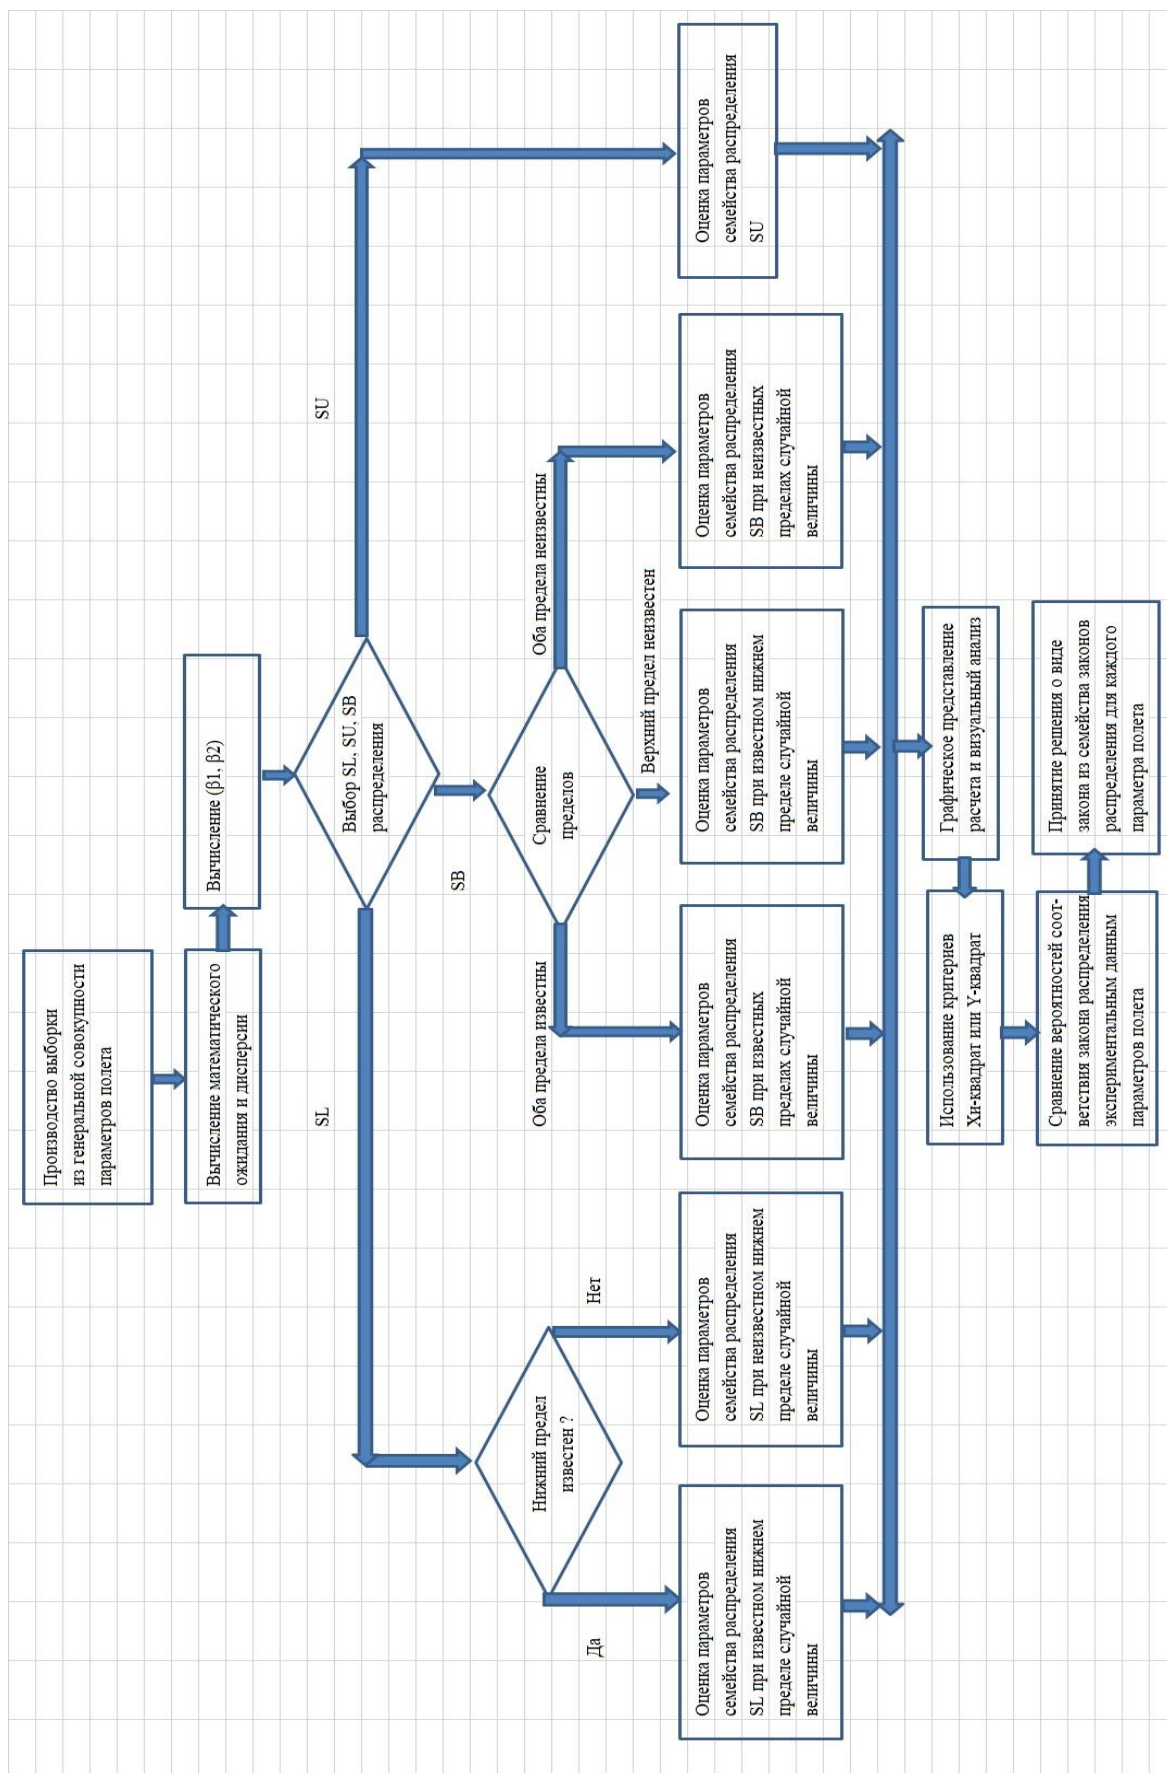 Производство выборки
из генеральной совокупности
параметров полета
Вычисление математического
ожидания и дисперсии
Вычисление (β1, β2)
Выбор SL, SU, SB
распределения
SL
SB
SU
Нижний предел
известен ?
Да
Нет
Сравнение
пределов
Оба предела известны
Верхний предел неизвестен
Оба предела неизвестны
Оценка параметров
семейства распределения
SL при известном нижнем
пределе случайной
величины
Оценка параметров
семейства распределения
SL при неизвестном нижнем
пределе случайной
величины
Оценка параметров
семейства распределения
SB при известных
пределах случайной
величины
Оценка параметров
семейства распределения
SB при известном нижнем
пределе случайной
величины
Оценка параметров
семейства распределения
SB при неизвестных
пределах случайной
величины
Оценка параметров
семейства распределения
SU
Графическое представление
расчета и визуальный анализ
Использование критериев
Хи-квадрат или Y-квадрат
Сравнение вероятностей соот-
ветствия закона распределения
экспериментальным данным
параметров полета
Принятие решения о виде
закона из семейства законов
распределения для каждого
параметра полета